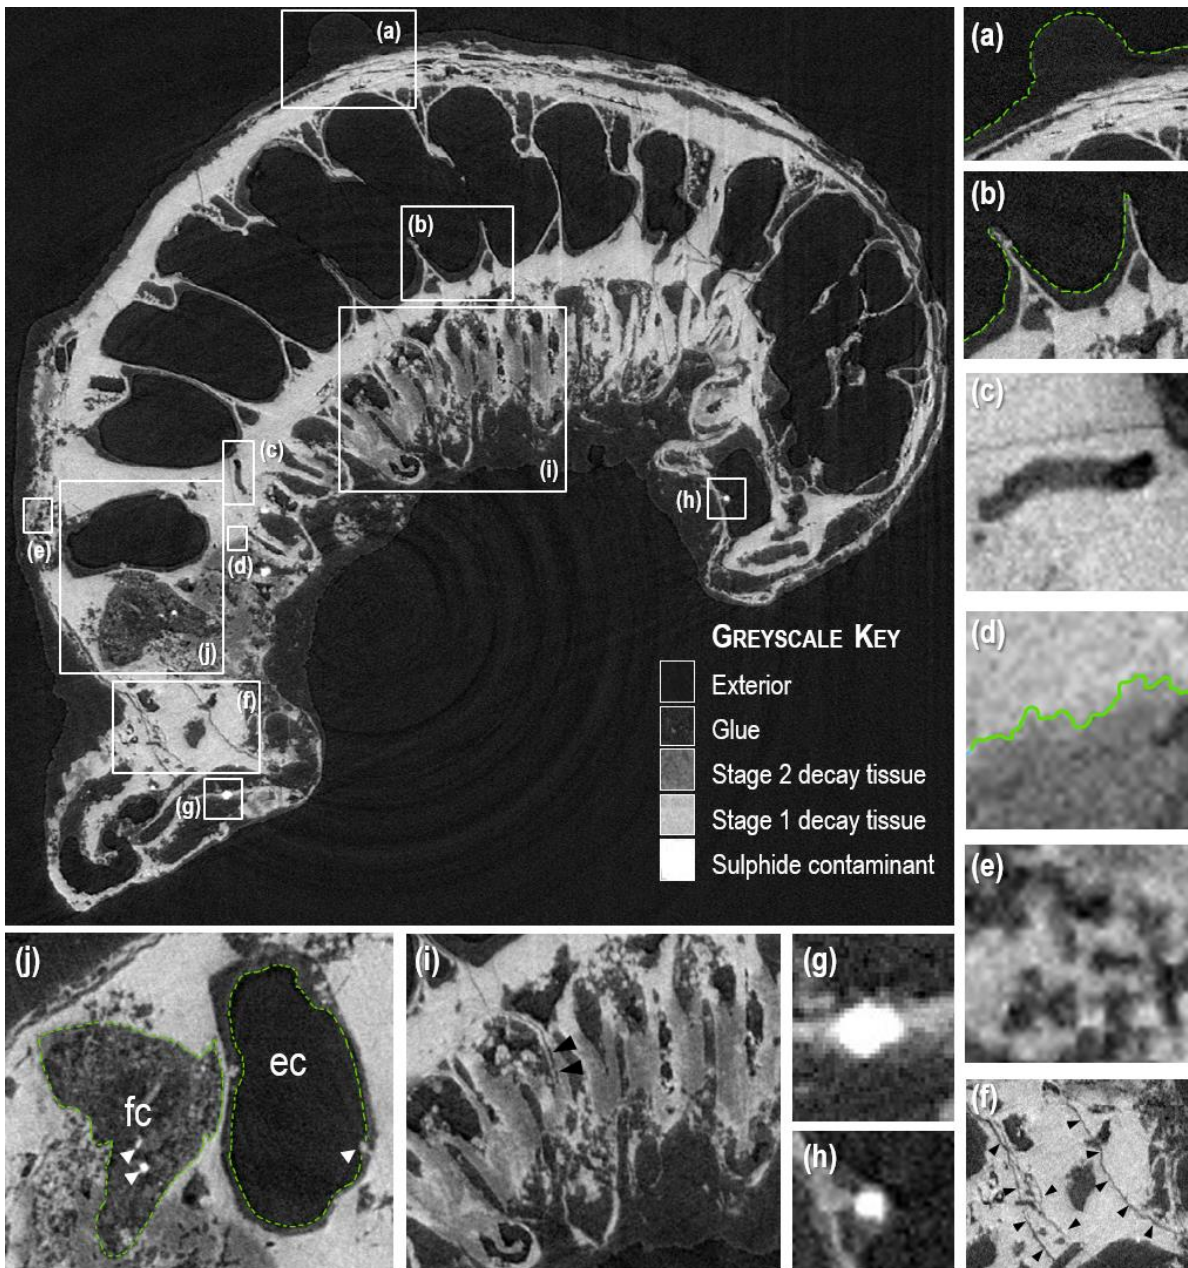 (a)
(b)
(c)
(d)
(e)
(f)
(g)
(h)
(i)
(j)
GREYSCALE KEY
Exterior
Glue
Stage 2 decay tissue
Stage 1 decay tissue
Sulphide contaminant
(a)
(b)
(c)
(d)
(e)
(f)
(j)
fc
ec
(i)
(g)
(h)